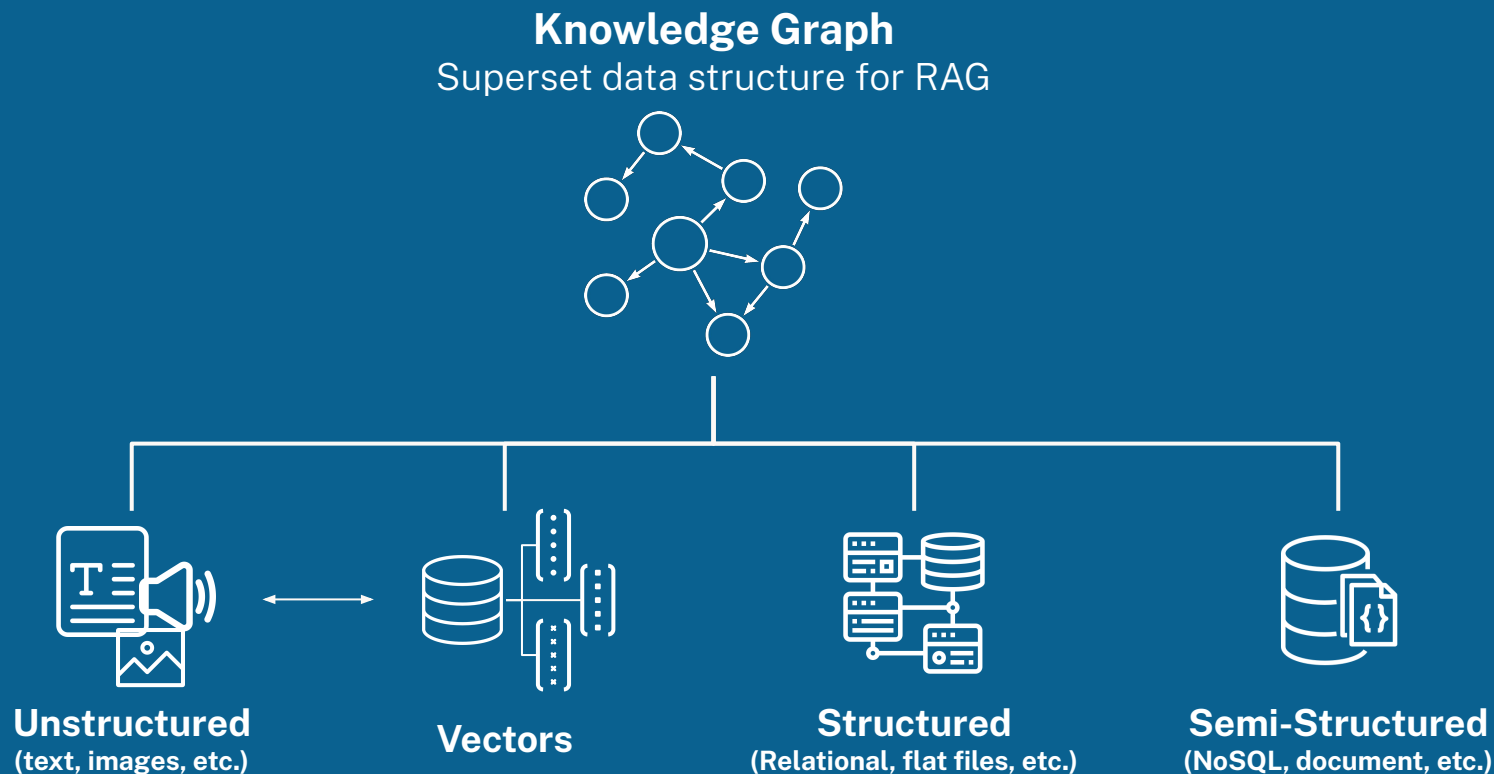 Knowledge Graph
Superset data structure for RAG
T
{}
Unstructured
(text, images, etc.)
Vectors
Structured
(Relational, flat files, etc.)
Semi-Structured
(NoSQL, document, etc.)